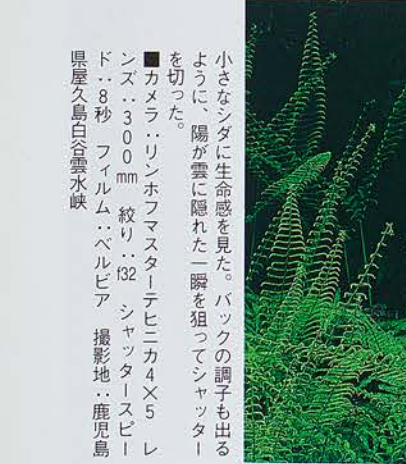 小さなシダに生命感を見た。バックの調子も出る
ように、陽が雲に隠れた一瞬を狙ってシャッター
を切った。
■カメラ：リンホフマスターテヒニカ4×5　レ
ンズ：300㎜　絞り：f32　シャッタースピー
ド：8秒　フィルム：ベルビア　撮影地：鹿児島
県屋久島白谷雲水峡